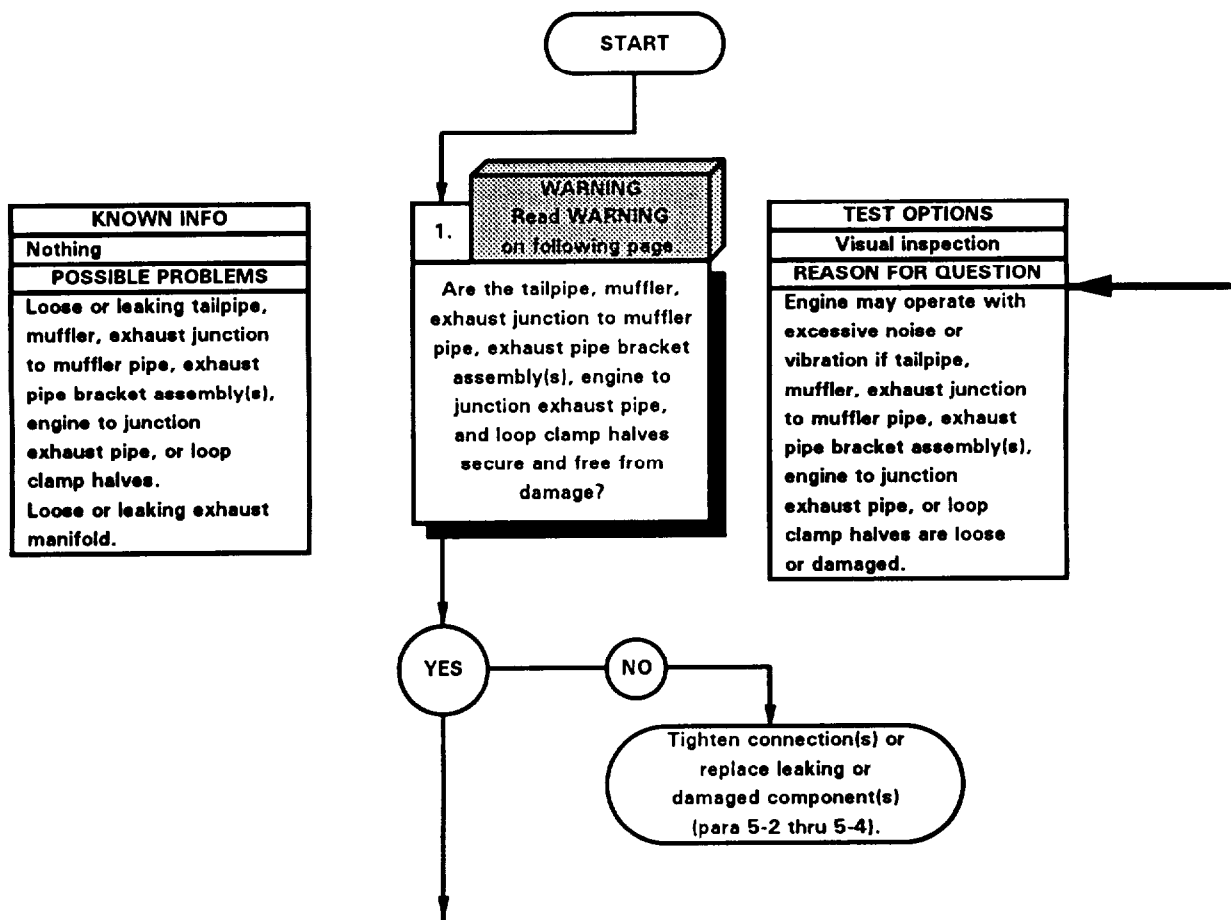 START
KNOWN INFO
Nothing
POSSIBLE PROBLEMS
Loose or leaking tailpipe,
muffler, exhaust junction
to muffler pipe, exhaust
pipe bracket assembly(s),
engine to junction
exhaust pipe, or loop
clamp halves.
Loose or leaking exhaust
manifold.
1.
WARNING
Read WARNING
on following page
Are the tailpipe, muffler,
exhaust junction to muffler
pipe, exhaust pipe bracket
assembly(s), engine to
junction exhaust pipe,
and loop clamp halves
secure and free from
damage?
TEST OPTIONS
Visual inspection
REASON FOR QUESTION
Engine may operate with
excessive noise or
vibration if tailpipe,
muffler, exhaust junction
to muffler pipe, exhaust
pipe bracket assembly(s),
engine to junction
exhaust pipe, or loop
clamp halves are loose
or damaged.
YES
NO
Tighten connection(s) or
replace leaking or
damaged component(s)
(para 5-2 thru 5-4).